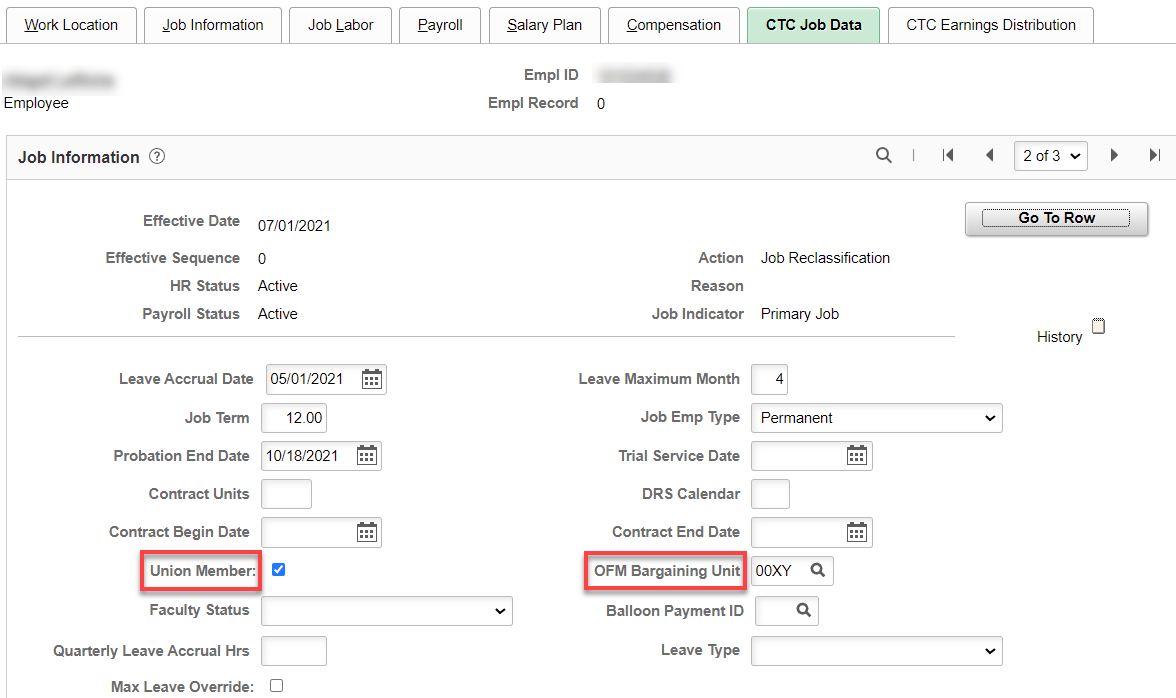 Work Location Job Information Job Labor Payroll Salary Plan Compensation CTC Job Data CTC Earnings Distribution
Empl ID
Employee Empl Record 0
Job Information ? 2 of 3
Effective Date 07/01/2021 Go To Row
Effective Sequence 0 Action Job Reclassification
HR Status Active Reason
Payroll Status Active Job Indicator Primary Job
History
Leave Accrual Date 05/01/2021 Leave Maximum Month 4
Job Term 12.00 Job Emp Type Permanent
Probation End Date 10/18/2021 Trial Service Date
Contract Units DRS Calendar
Contract Begin Date Contract End Date
Union Member: OFM Bargaining Unit 00XY
Faculty Status Balloon Payment ID
Quarterly Leave Accrual Hrs Leave Type
Max Leave Override: